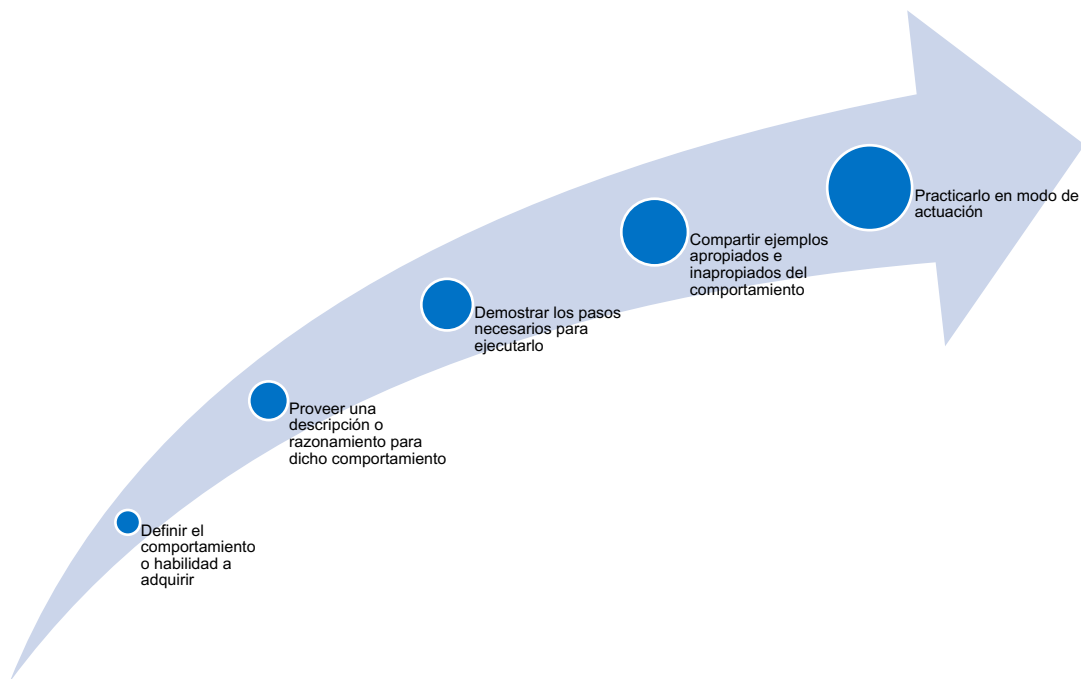 Definir el
comportamiento
o habilidad a
adquirir
Proveer una
descripción o
razonamiento para
dicho comportamiento
Demostrar los pasos
necesarios para
ejecutarlo
Compartir ejemplos
apropiados e
inapropiados del
comportamiento
Practicarlo en modo de
actuación